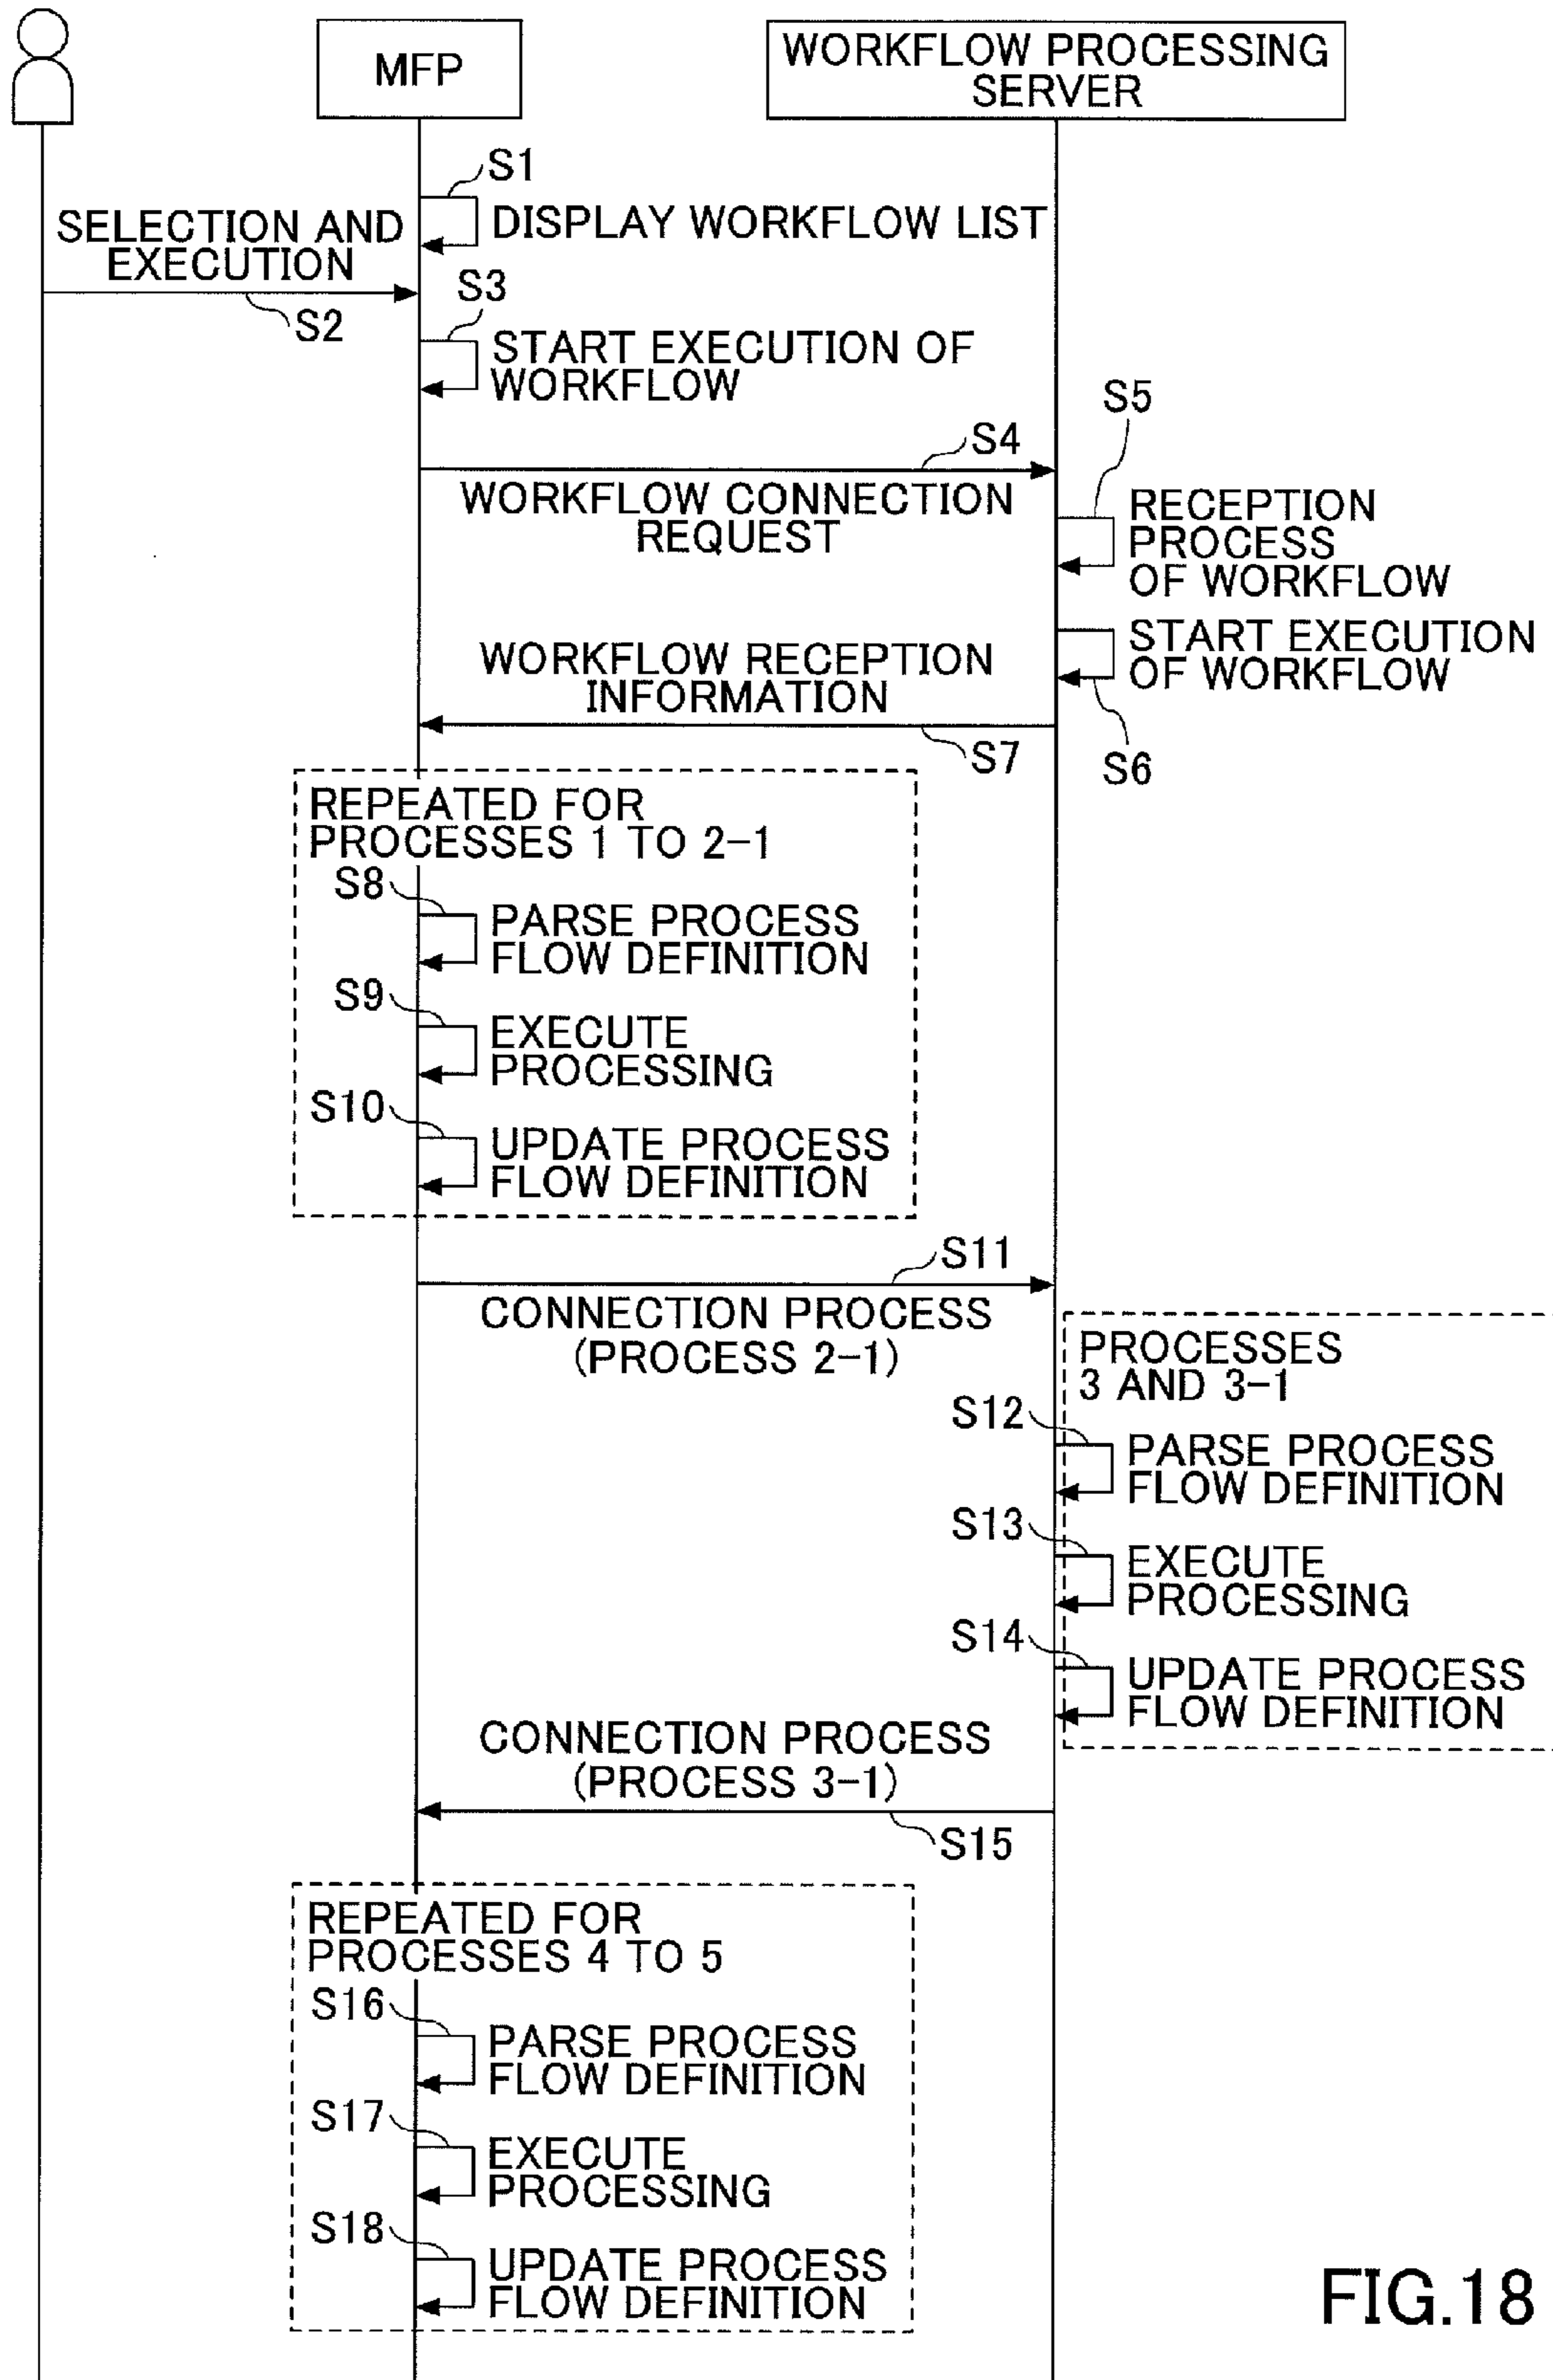 MFP
WORKFLOW PROCESSING
SERVER
S1
DISPLAY WORKFLOW LIST
SELECTION AND
EXECUTION
S2
S3
START EXECUTION OF
WORKFLOW
S4
WORKFLOW CONNECTION
REQUEST
S5
RECEPTION
PROCESS
OF WORKFLOW
START EXECUTION
OF WORKFLOW
S6
WORKFLOW RECEPTION
INFORMATION
S7
REPEATED FOR
PROCESSES 1 TO 2-1
S8
PARSE PROCESS
FLOW DEFINITION
S9
EXECUTE
PROCESSING
S10
UPDATE PROCESS
FLOW DEFINITION
S11
CONNECTION PROCESS
(PROCESS 2-1)
PROCESSES
3 AND 3-1
S12
PARSE PROCESS
FLOW DEFINITION
S13
EXECUTE
PROCESSING
S14
UPDATE PROCESS
FLOW DEFINITION
CONNECTION PROCESS
(PROCESS 3-1)
S15
REPEATED FOR
PROCESSES 4 TO 5
S16
PARSE PROCESS
FLOW DEFINITION
S17
EXECUTE
PROCESSING
S18
UPDATE PROCESS
FLOW DEFINITION
FIG.18